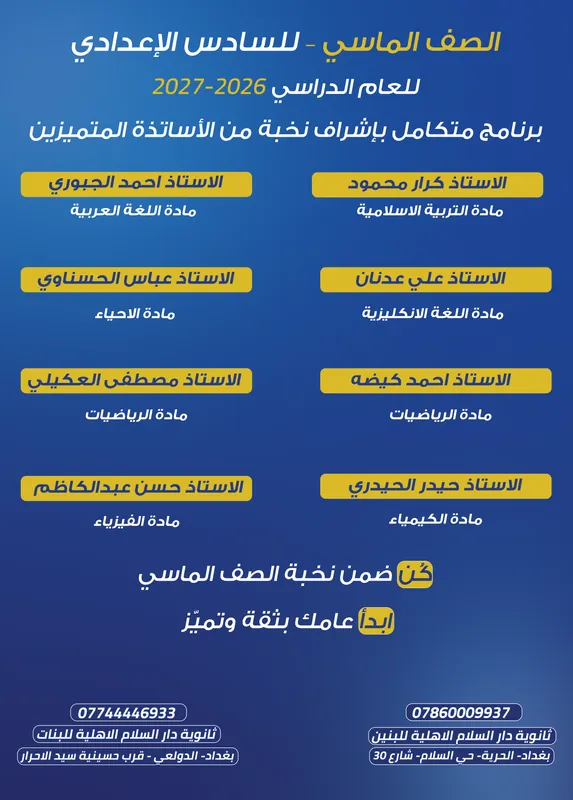 الصف الماسي - للسادس الإعدادي
للعام الدراسي 2026-2027
برنامج متكامل بإشراف نخبة من الأساتذة المتميزين
الاستاذ كرار محمود
مادة التربية الاسلامية
الاستاذ احمد الجبوري
مادة اللغة العربية
الاستاذ علي عدنان
مادة اللغة الانكليزية
الاستاذ عباس الحسناوي
مادة الاحياء
الاستاذ احمد كيضه
مادة الرياضيات
الاستاذ مصطفى العكيلي
مادة الرياضيات
الاستاذ حيدر الحيدري
مادة الكيمياء
الاستاذ حسن عبدالكاظم
مادة الفيزياء
كُن ضمن نخبة الصف الماسي
ابدأ عامك بثقة وتميّز
07860009937
ثانوية دار السلام الاهلية للبنين
بغداد- الحرية- حي السلام- شارع 30
07744446933
ثانوية دار السلام الاهلية للبنات
بغداد- الدولعي - قرب حسينية سيد الاحرار